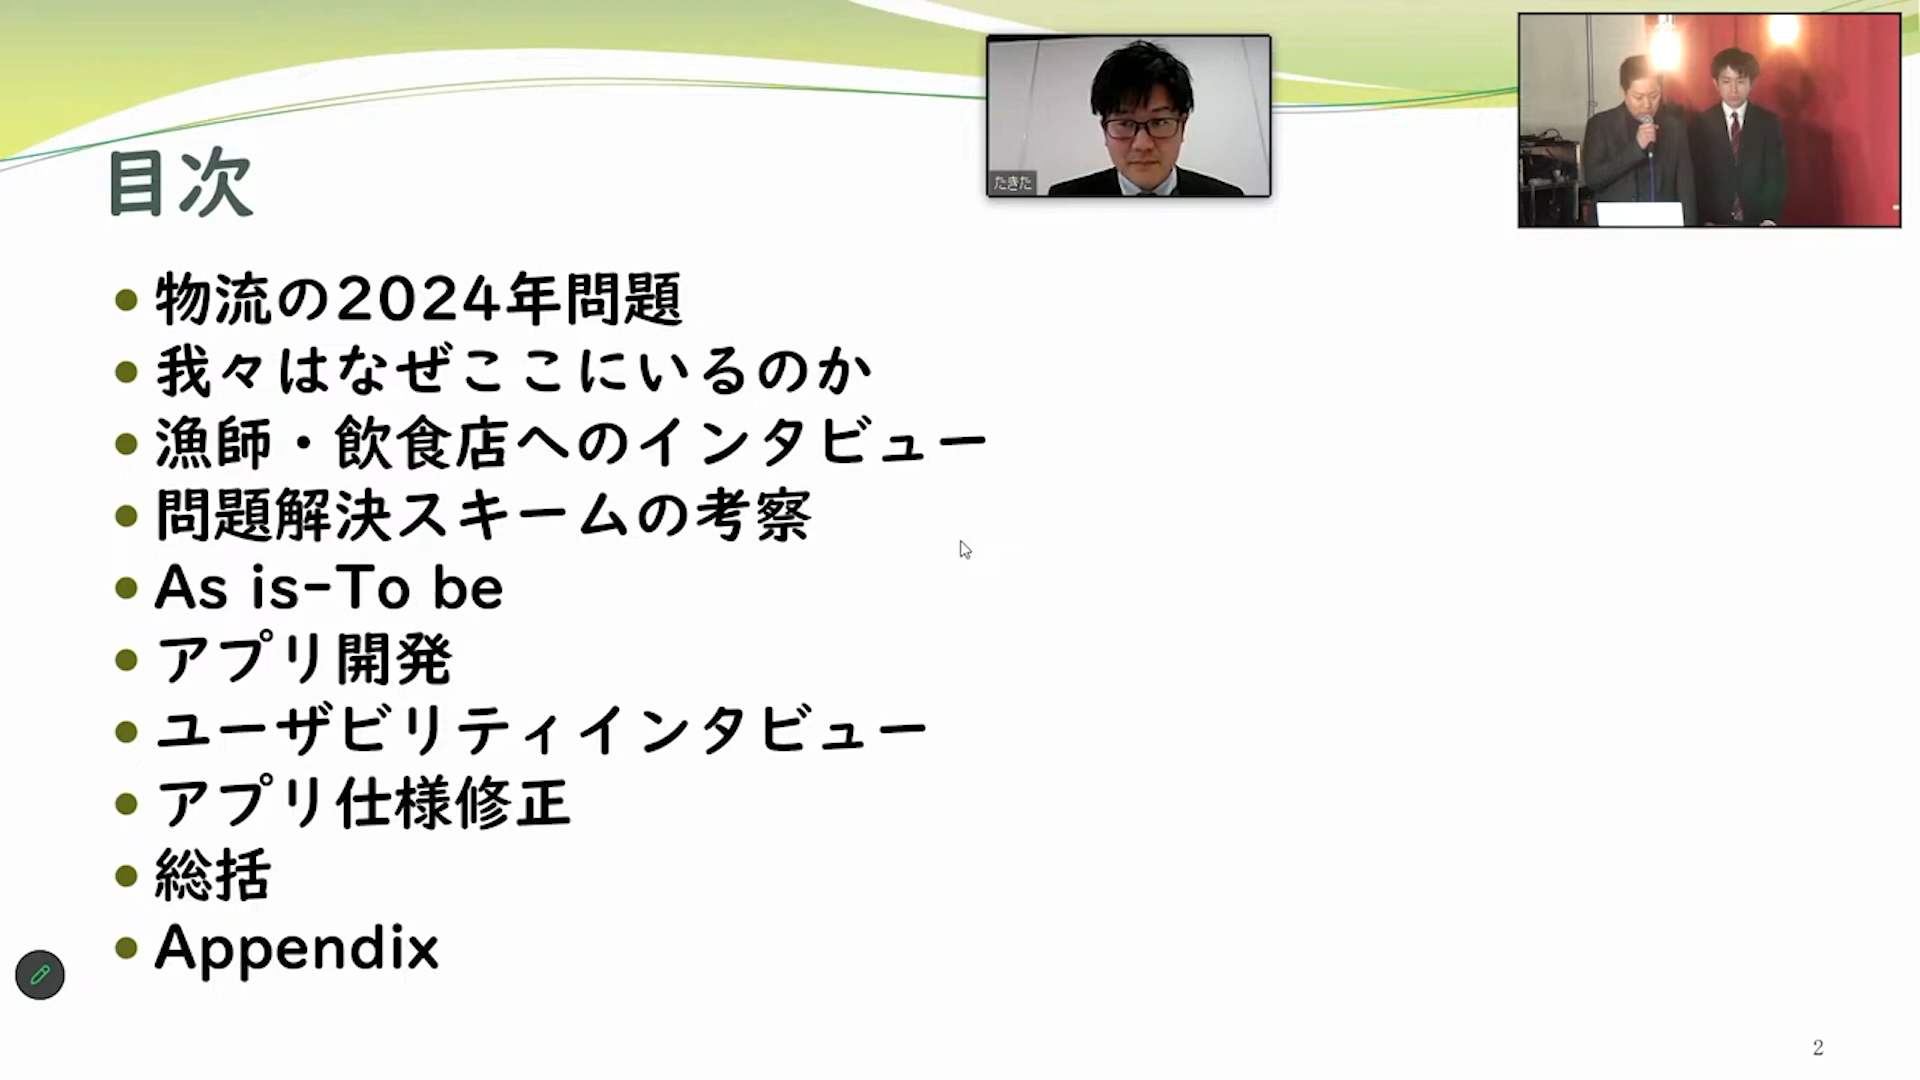 目次
たきた
物流の2024年問題
我々はなぜここにいるのか
漁師・飲食店へのインタビュー
問題解決スキームの考察
As is-To be
アプリ開発
ユーザビリティインタビュー
アプリ仕様修正
総括
Appendix
2